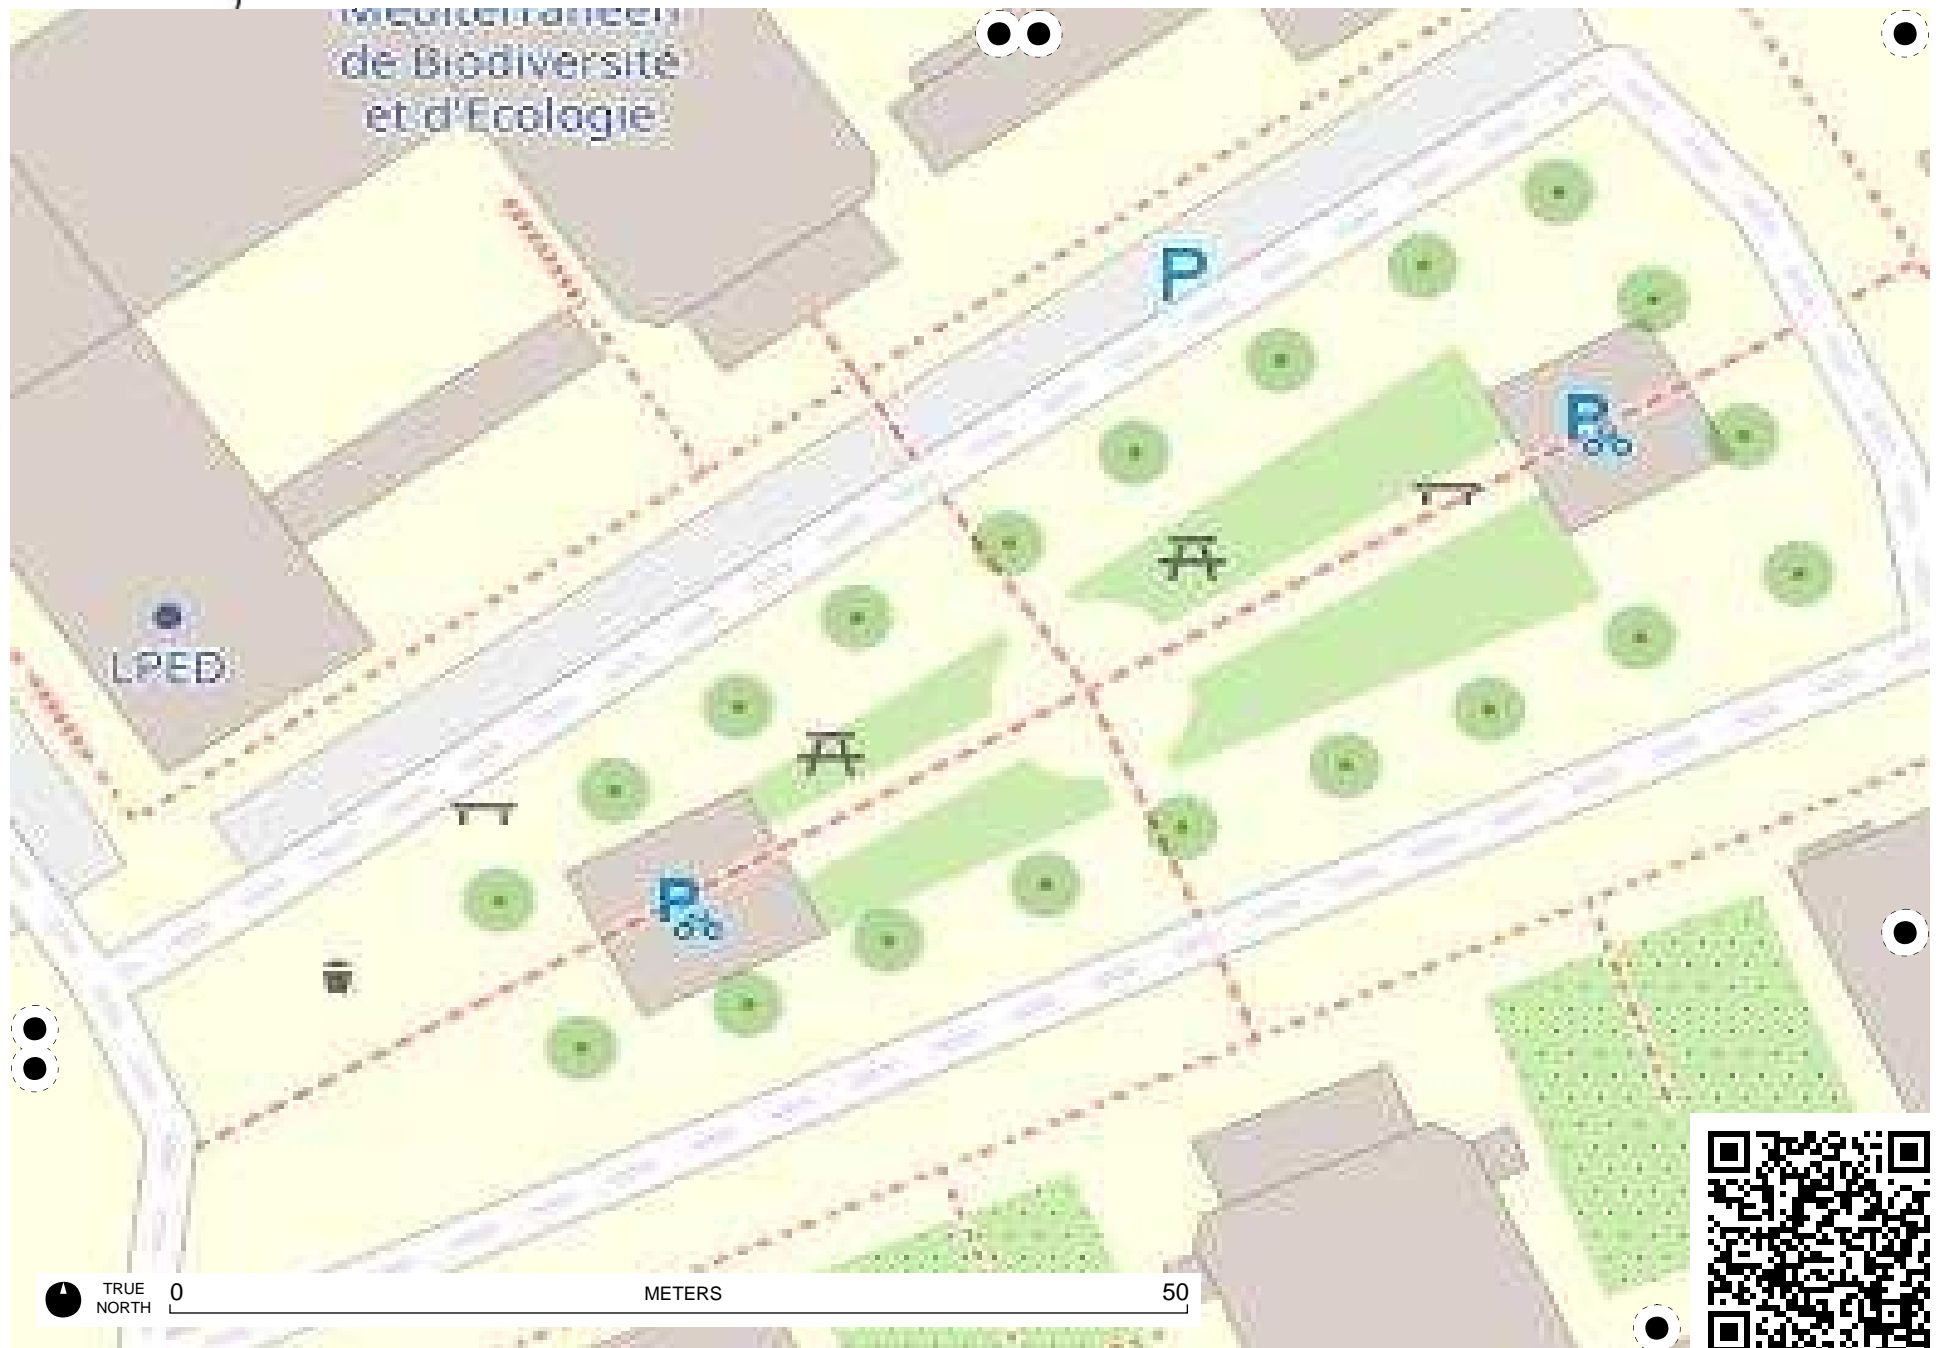 Méditerranéen
de Biodiversité
et d'Ecologie
P
P
LPED
P
TRUE
NORTH
0
METERS
50